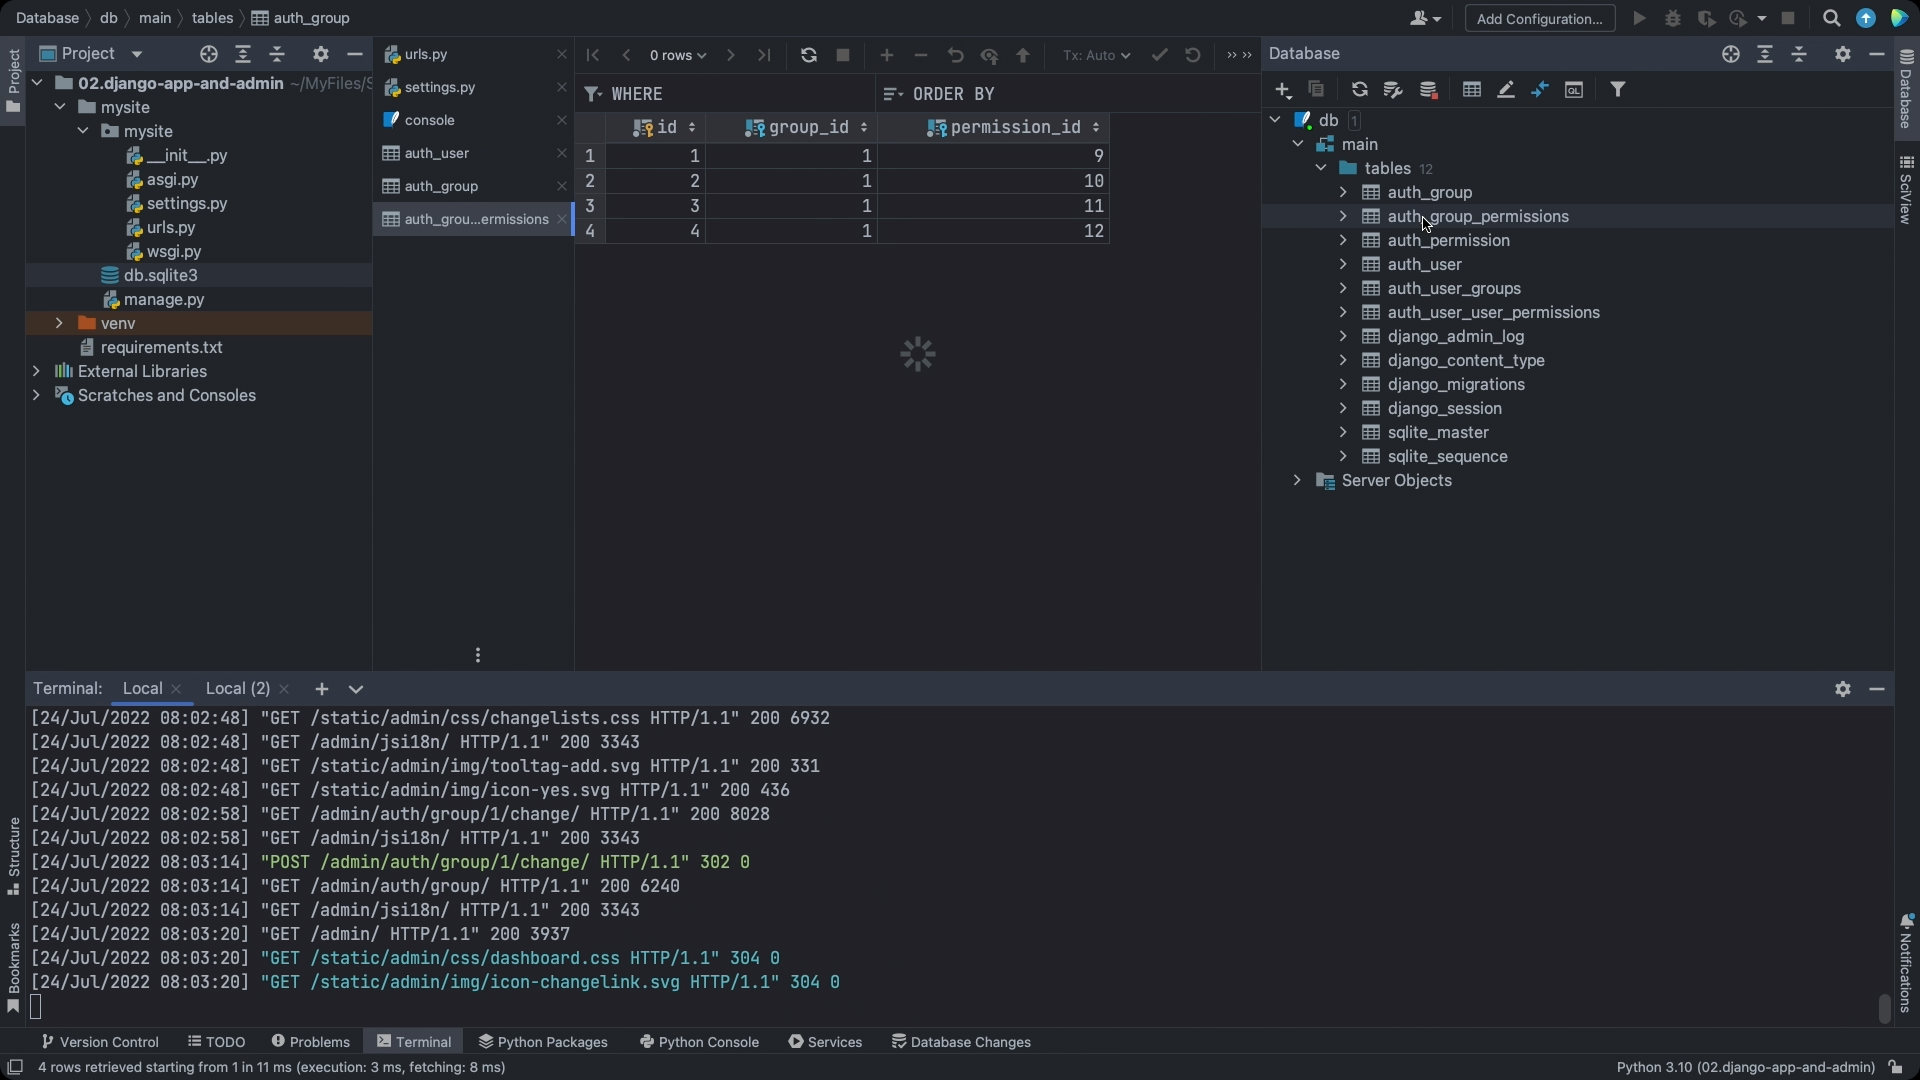 Database db main tables auth_group
Add Configuration...
Project
02.django-app-and-admin ~/MyFiles/S
mysite
mysite
__init__.py
asgi.py
settings.py
urls.py
wsgi.py
db.sqlite3
manage.py
venv
requirements.txt
External Libraries
Scratches and Consoles
Project
Structure
Bookmarks
urls.py
settings.py
console
auth_user
auth_group
auth_grou...ermissions
0 rows
Tx: Auto
WHERE ORDER BY
id group_id permission_id
1 1 1 9
2 2 1 10
3 3 1 11
4 4 1 12
Database
db 1
main
tables 12
auth_group
auth_group_permissions
auth_permission
auth_user
auth_user_groups
auth_user_user_permissions
django_admin_log
django_content_type
django_migrations
django_session
sqlite_master
sqlite_sequence
Server Objects
Database
SciView
Notifications
QL
Terminal: Local Local (2)
[24/Jul/2022 08:02:48] "GET /static/admin/css/changelists.css HTTP/1.1" 200 6932
[24/Jul/2022 08:02:48] "GET /admin/jsi18n/ HTTP/1.1" 200 3343
[24/Jul/2022 08:02:48] "GET /static/admin/img/tooltag-add.svg HTTP/1.1" 200 331
[24/Jul/2022 08:02:48] "GET /static/admin/img/icon-yes.svg HTTP/1.1" 200 436
[24/Jul/2022 08:02:58] "GET /admin/auth/group/1/change/ HTTP/1.1" 200 8028
[24/Jul/2022 08:02:58] "GET /admin/jsi18n/ HTTP/1.1" 200 3343
[24/Jul/2022 08:03:14] "POST /admin/auth/group/1/change/ HTTP/1.1" 302 0
[24/Jul/2022 08:03:14] "GET /admin/auth/group/ HTTP/1.1" 200 6240
[24/Jul/2022 08:03:14] "GET /admin/jsi18n/ HTTP/1.1" 200 3343
[24/Jul/2022 08:03:20] "GET /admin/ HTTP/1.1" 200 3937
[24/Jul/2022 08:03:20] "GET /static/admin/css/dashboard.css HTTP/1.1" 304 0
[24/Jul/2022 08:03:20] "GET /static/admin/img/icon-changelink.svg HTTP/1.1" 304 0
Version Control TODO Problems Terminal Python Packages Python Console Services Database Changes
4 rows retrieved starting from 1 in 11 ms (execution: 3 ms, fetching: 8 ms)
Python 3.10 (02.django-app-and-admin)